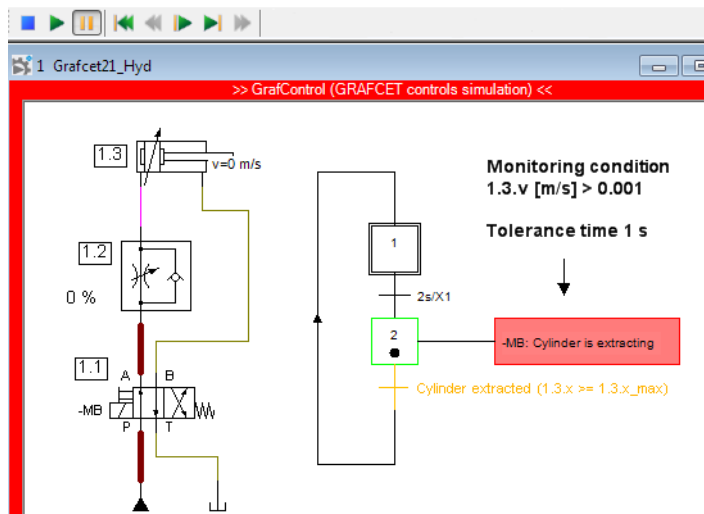 1 Grafcet21_Hyd
>> GrafControl (GRAFCET controls simulation) <<
1.3
v=0 m/s
Monitoring condition
1.3.v [m/s] > 0.001
Tolerance time 1 s
1
1.2
0 %
2s/X1
2
-MB: Cylinder is extracting
1.1
A
B
Cylinder extracted (1.3.x >= 1.3.x_max)
-MB
P
T